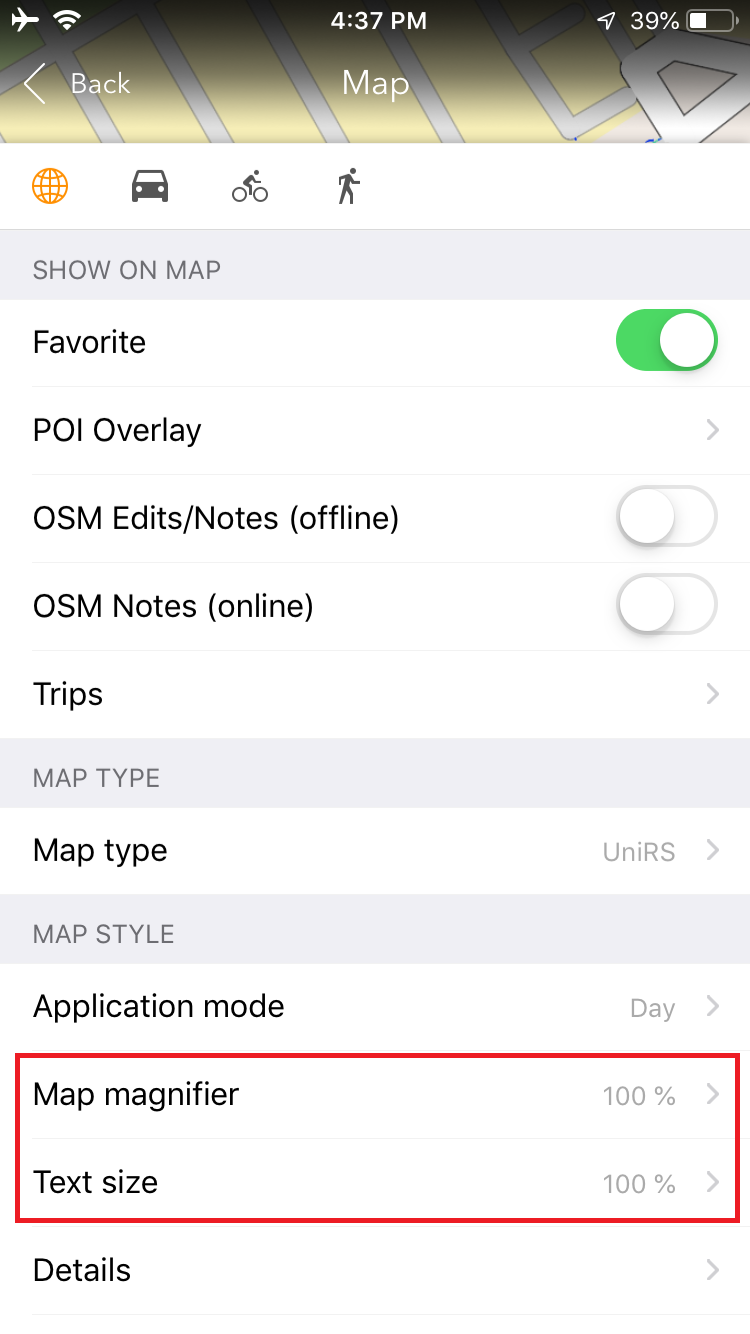 4:37 PM 39%
Back Map
SHOW ON MAP
Favorite
POI Overlay
OSM Edits/Notes (offline)
OSM Notes (online)
Trips
MAP TYPE
Map type UniRS
MAP STYLE
Application mode Day
Map magnifier 100 %
Text size 100 %
Details